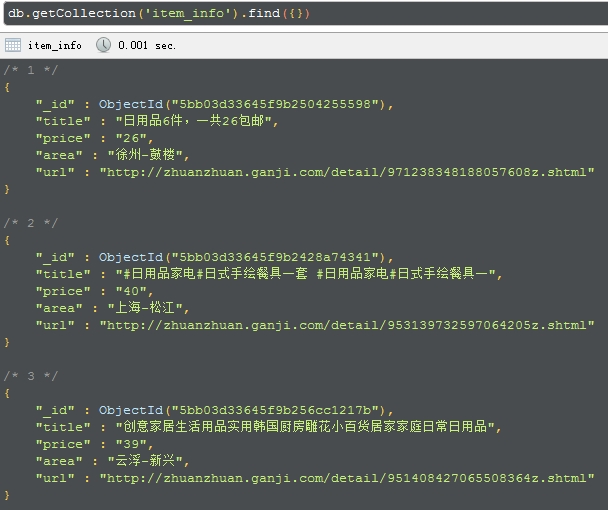 db.getCollection('item_info').find({})
item_info 0.001 sec.
/* 1 */
{
"_id" : ObjectId("5bb03d33645f9b2504255598"),
"title" : "日用品6件，一共26包邮",
"price" : "26",
"area" : "徐州-鼓楼",
"url" : "http://zhuanzhuan.ganji.com/detail/971238348188057608z.shtml"
}
/* 2 */
{
"_id" : ObjectId("5bb03d33645f9b2428a74341"),
"title" : "#日用品家电#日式手绘餐具一套 #日用品家电#日式手绘餐具一",
"price" : "40",
"area" : "上海-松江",
"url" : "http://zhuanzhuan.ganji.com/detail/953139732597064205z.shtml"
}
/* 3 */
{
"_id" : ObjectId("5bb03d33645f9b256cc1217b"),
"title" : "创意家居生活用品实用韩国厨房雕花小百货居家家庭日常日用品",
"price" : "39",
"area" : "云浮-新兴",
"url" : "http://zhuanzhuan.ganji.com/detail/951408427065508364z.shtml"
}